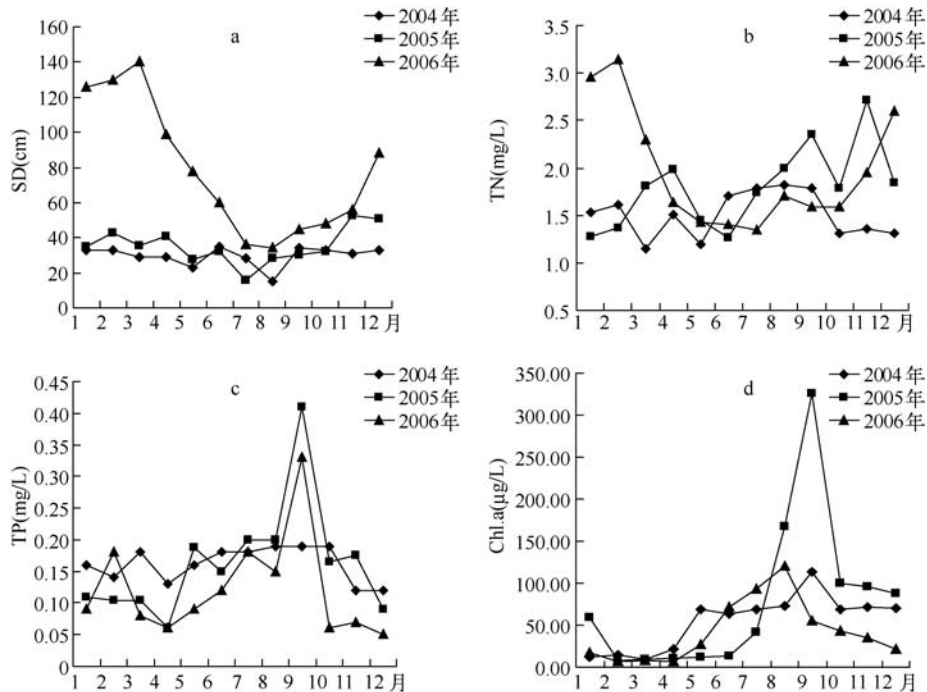 a
2004年
2005年
2006年
160
140
120
100
80
60
40
20
0
SD(cm)
1 2 3 4 5 6 7 8 9 10 11 12 月
b
2004年
2005年
2006年
3.5
3.0
2.5
2.0
1.5
1.0
0.5
TN(mg/L)
1 2 3 4 5 6 7 8 9 10 11 12 月
c
2004年
2005年
2006年
0.45
0.40
0.35
0.30
0.25
0.20
0.15
0.10
0.05
0
TP(mg/L)
1 2 3 4 5 6 7 8 9 10 11 12 月
d
2004年
2005年
2006年
350.00
300.00
250.00
200.00
150.00
100.00
50.00
0.00
Chl.a(μg/L)
1 2 3 4 5 6 7 8 9 10 11 12 月